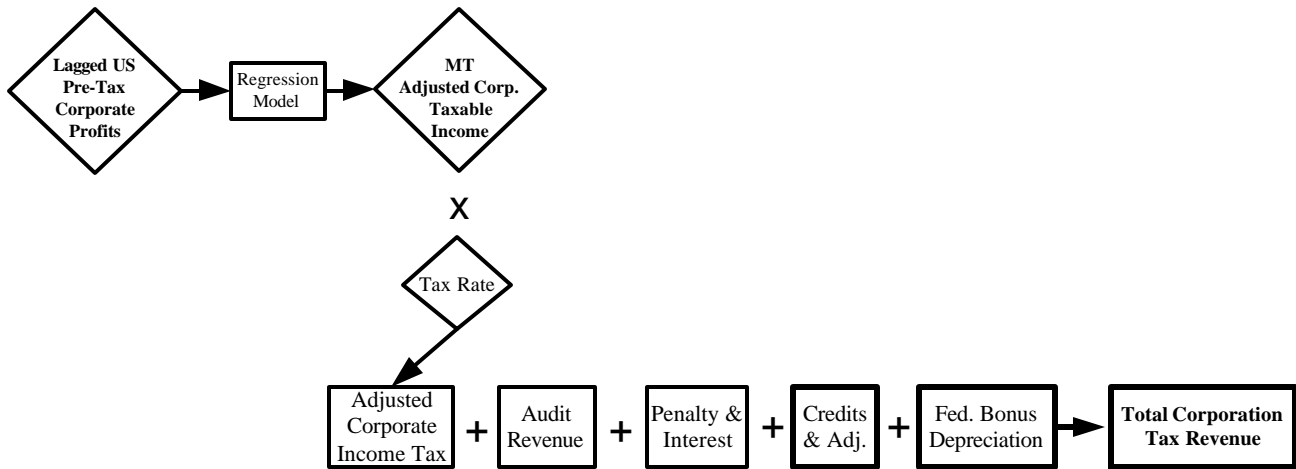 Lagged US
Pre-Tax
Corporate
Profits
Regression
Model
MT
Adjusted Corp.
Taxable
Income
X
Tax Rate
Adjusted
Corporate
Income Tax
+
Audit
Revenue
+
Penalty &
Interest
+
Credits
& Adj.
+
Fed. Bonus
Depreciation
Total Corporation
Tax Revenue